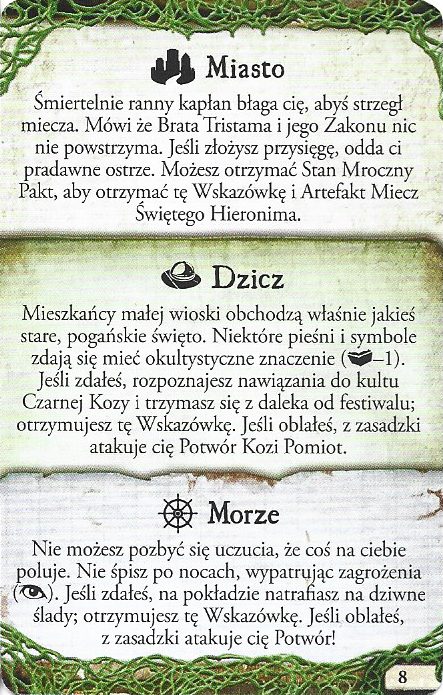 Miasto
Śmiertelnie ranny kapłan błaga cię, abyś strzegł
miecza. Mówi że Brata Tristama i jego Zakonu nic
nie powstrzyma. Jeśli złożysz przysięgę, odda ci
pradawne ostrze. Możesz otrzymać Stan Mroczny
Pakt, aby otrzymać tę Wskazówkę i Artefakt Miecz
Świętego Hieronima.
Dzicz
Mieszkańcy małej wioski obchodzą właśnie jakieś
stare, pogańskie święto. Niektóre pieśni i symbole
zdają się mieć okultystyczne znaczenie (–1).
Jeśli zdałeś, rozpoznajesz nawiązania do kultu
Czarnej Kozy i trzymasz się z daleka od festiwalu;
otrzymujesz tę Wskazówkę. Jeśli oblałeś, z zasadzki
atakuje cię Potwór Kozi Pomiot.
Morze
Nie możesz pozbyć się uczucia, że coś na ciebie
poluje. Nie śpisz po nocach, wypatrując zagrożenia
(). Jeśli zdałeś, na pokładzie natrafiasz na dziwne
ślady; otrzymujesz tę Wskazówkę. Jeśli oblałeś,
z zasadzki atakuje cię Potwór!
8